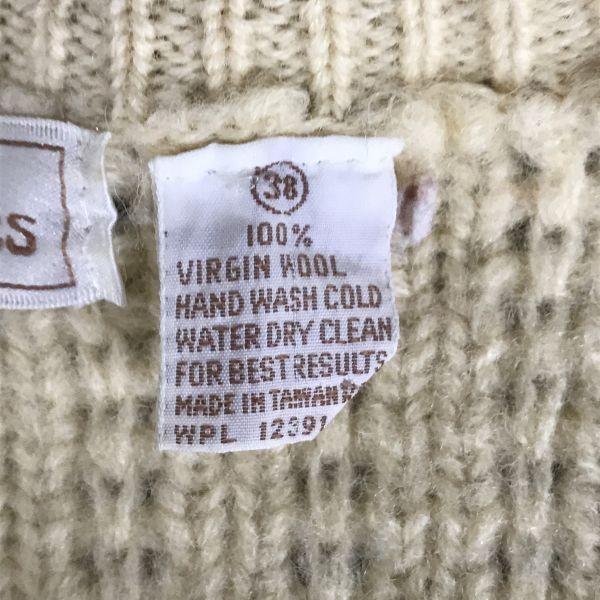 38
100%
VIRGIN WOOL
HAND WASH COLD
WATER DRY CLEAN
FOR BEST RESULTS
MADE IN TAIWAN R
WPL 12391